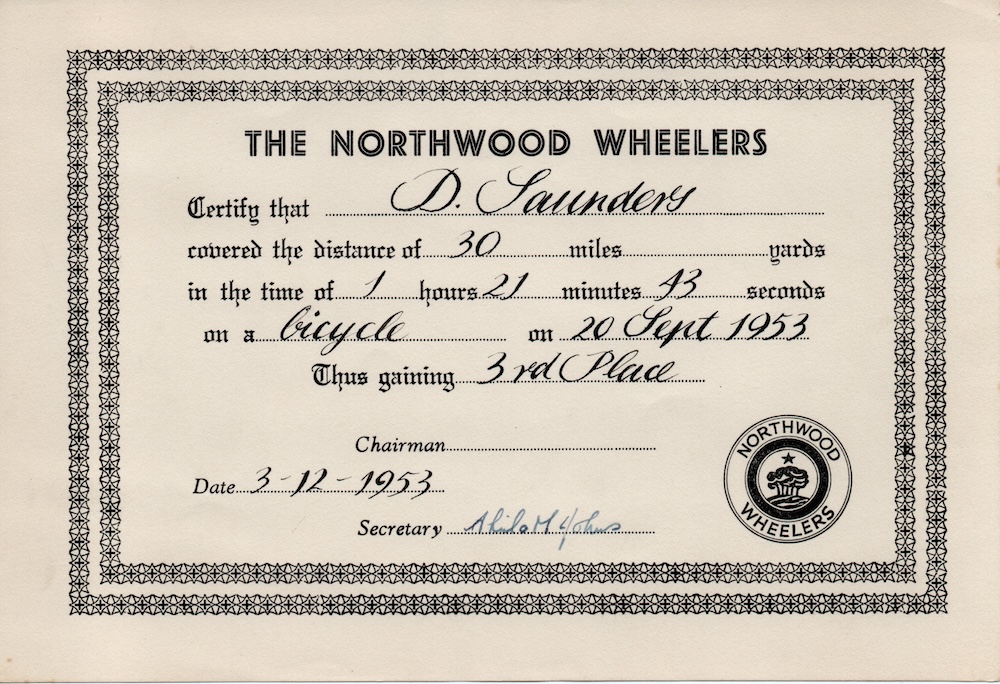 THE NORTHWOOD WHEELERS
Certify that D. Saunders
covered the distance of 30 miles yards
in the time of 1 hours 21 minutes 43 seconds
on a bicycle on 20 Sept 1953
Thus gaining 3rd Place
Chairman
Date 3-12-1953
Secretary
NORTHWOOD
WHEELERS